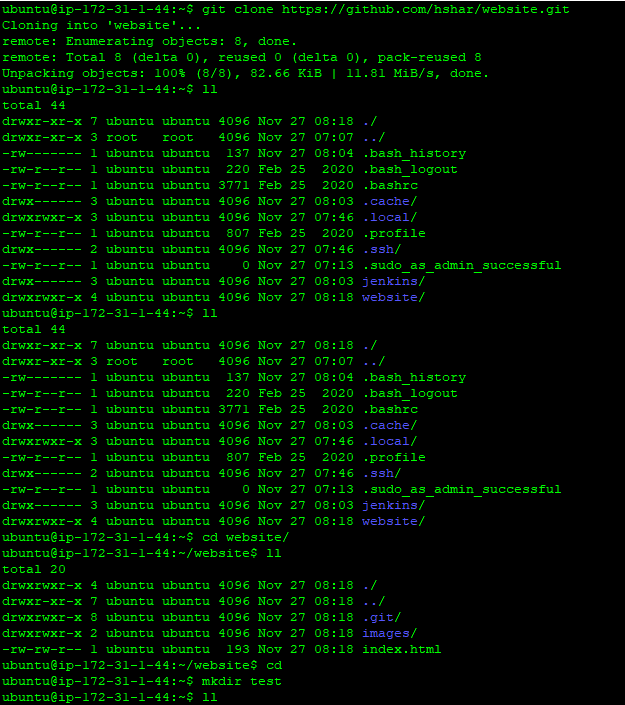 ubuntu@ip-172-31-1-44:~$ git clone https://github.com/hshar/website.git
Cloning into 'website'...
remote: Enumerating objects: 8, done.
remote: Total 8 (delta 0), reused 0 (delta 0), pack-reused 8
Unpacking objects: 100% (8/8), 82.66 KiB | 11.81 MiB/s, done.
ubuntu@ip-172-31-1-44:~$ ll
total 44
drwxr-xr-x 7 ubuntu ubuntu 4096 Nov 27 08:18 ./
drwxr-xr-x 3 root   root   4096 Nov 27 07:07 ../
-rw------- 1 ubuntu ubuntu  137 Nov 27 08:04 .bash_history
-rw-r--r-- 1 ubuntu ubuntu  220 Feb 25  2020 .bash_logout
-rw-r--r-- 1 ubuntu ubuntu 3771 Feb 25  2020 .bashrc
drwx------ 3 ubuntu ubuntu 4096 Nov 27 08:03 .cache/
drwxrwxr-x 3 ubuntu ubuntu 4096 Nov 27 07:46 .local/
-rw-r--r-- 1 ubuntu ubuntu  807 Feb 25  2020 .profile
drwx------ 2 ubuntu ubuntu 4096 Nov 27 07:46 .ssh/
-rw-r--r-- 1 ubuntu ubuntu    0 Nov 27 07:13 .sudo_as_admin_successful
drwx------ 3 ubuntu ubuntu 4096 Nov 27 08:03 jenkins/
drwxrwxr-x 4 ubuntu ubuntu 4096 Nov 27 08:18 website/
ubuntu@ip-172-31-1-44:~$ ll
total 44
drwxr-xr-x 7 ubuntu ubuntu 4096 Nov 27 08:18 ./
drwxr-xr-x 3 root   root   4096 Nov 27 07:07 ../
-rw------- 1 ubuntu ubuntu  137 Nov 27 08:04 .bash_history
-rw-r--r-- 1 ubuntu ubuntu  220 Feb 25  2020 .bash_logout
-rw-r--r-- 1 ubuntu ubuntu 3771 Feb 25  2020 .bashrc
drwx------ 3 ubuntu ubuntu 4096 Nov 27 08:03 .cache/
drwxrwxr-x 3 ubuntu ubuntu 4096 Nov 27 07:46 .local/
-rw-r--r-- 1 ubuntu ubuntu  807 Feb 25  2020 .profile
drwx------ 2 ubuntu ubuntu 4096 Nov 27 07:46 .ssh/
-rw-r--r-- 1 ubuntu ubuntu    0 Nov 27 07:13 .sudo_as_admin_successful
drwx------ 3 ubuntu ubuntu 4096 Nov 27 08:03 jenkins/
drwxrwxr-x 4 ubuntu ubuntu 4096 Nov 27 08:18 website/
ubuntu@ip-172-31-1-44:~$ cd website/
ubuntu@ip-172-31-1-44:~/website$ ll
total 20
drwxrwxr-x 4 ubuntu ubuntu 4096 Nov 27 08:18 ./
drwxr-xr-x 7 ubuntu ubuntu 4096 Nov 27 08:18 ../
drwxrwxr-x 8 ubuntu ubuntu 4096 Nov 27 08:18 .git/
drwxrwxr-x 2 ubuntu ubuntu 4096 Nov 27 08:18 images/
-rw-rw-r-- 1 ubuntu ubuntu  193 Nov 27 08:18 index.html
ubuntu@ip-172-31-1-44:~/website$ cd
ubuntu@ip-172-31-1-44:~$ mkdir test
ubuntu@ip-172-31-1-44:~$ ll